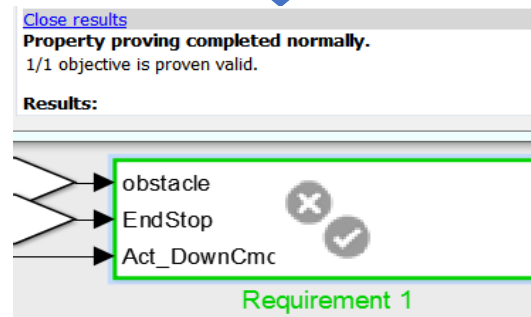 Close results
Property proving completed normally.
1/1 objective is proven valid.
Results:
obstacle
EndStop
Act_DownCmc
Requirement 1